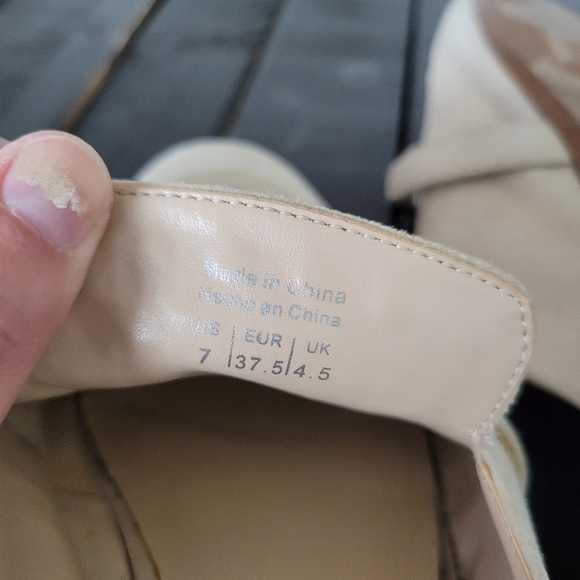 Made in China
Hecho en China
US | EUR | UK
7 | 37.5 | 4.5